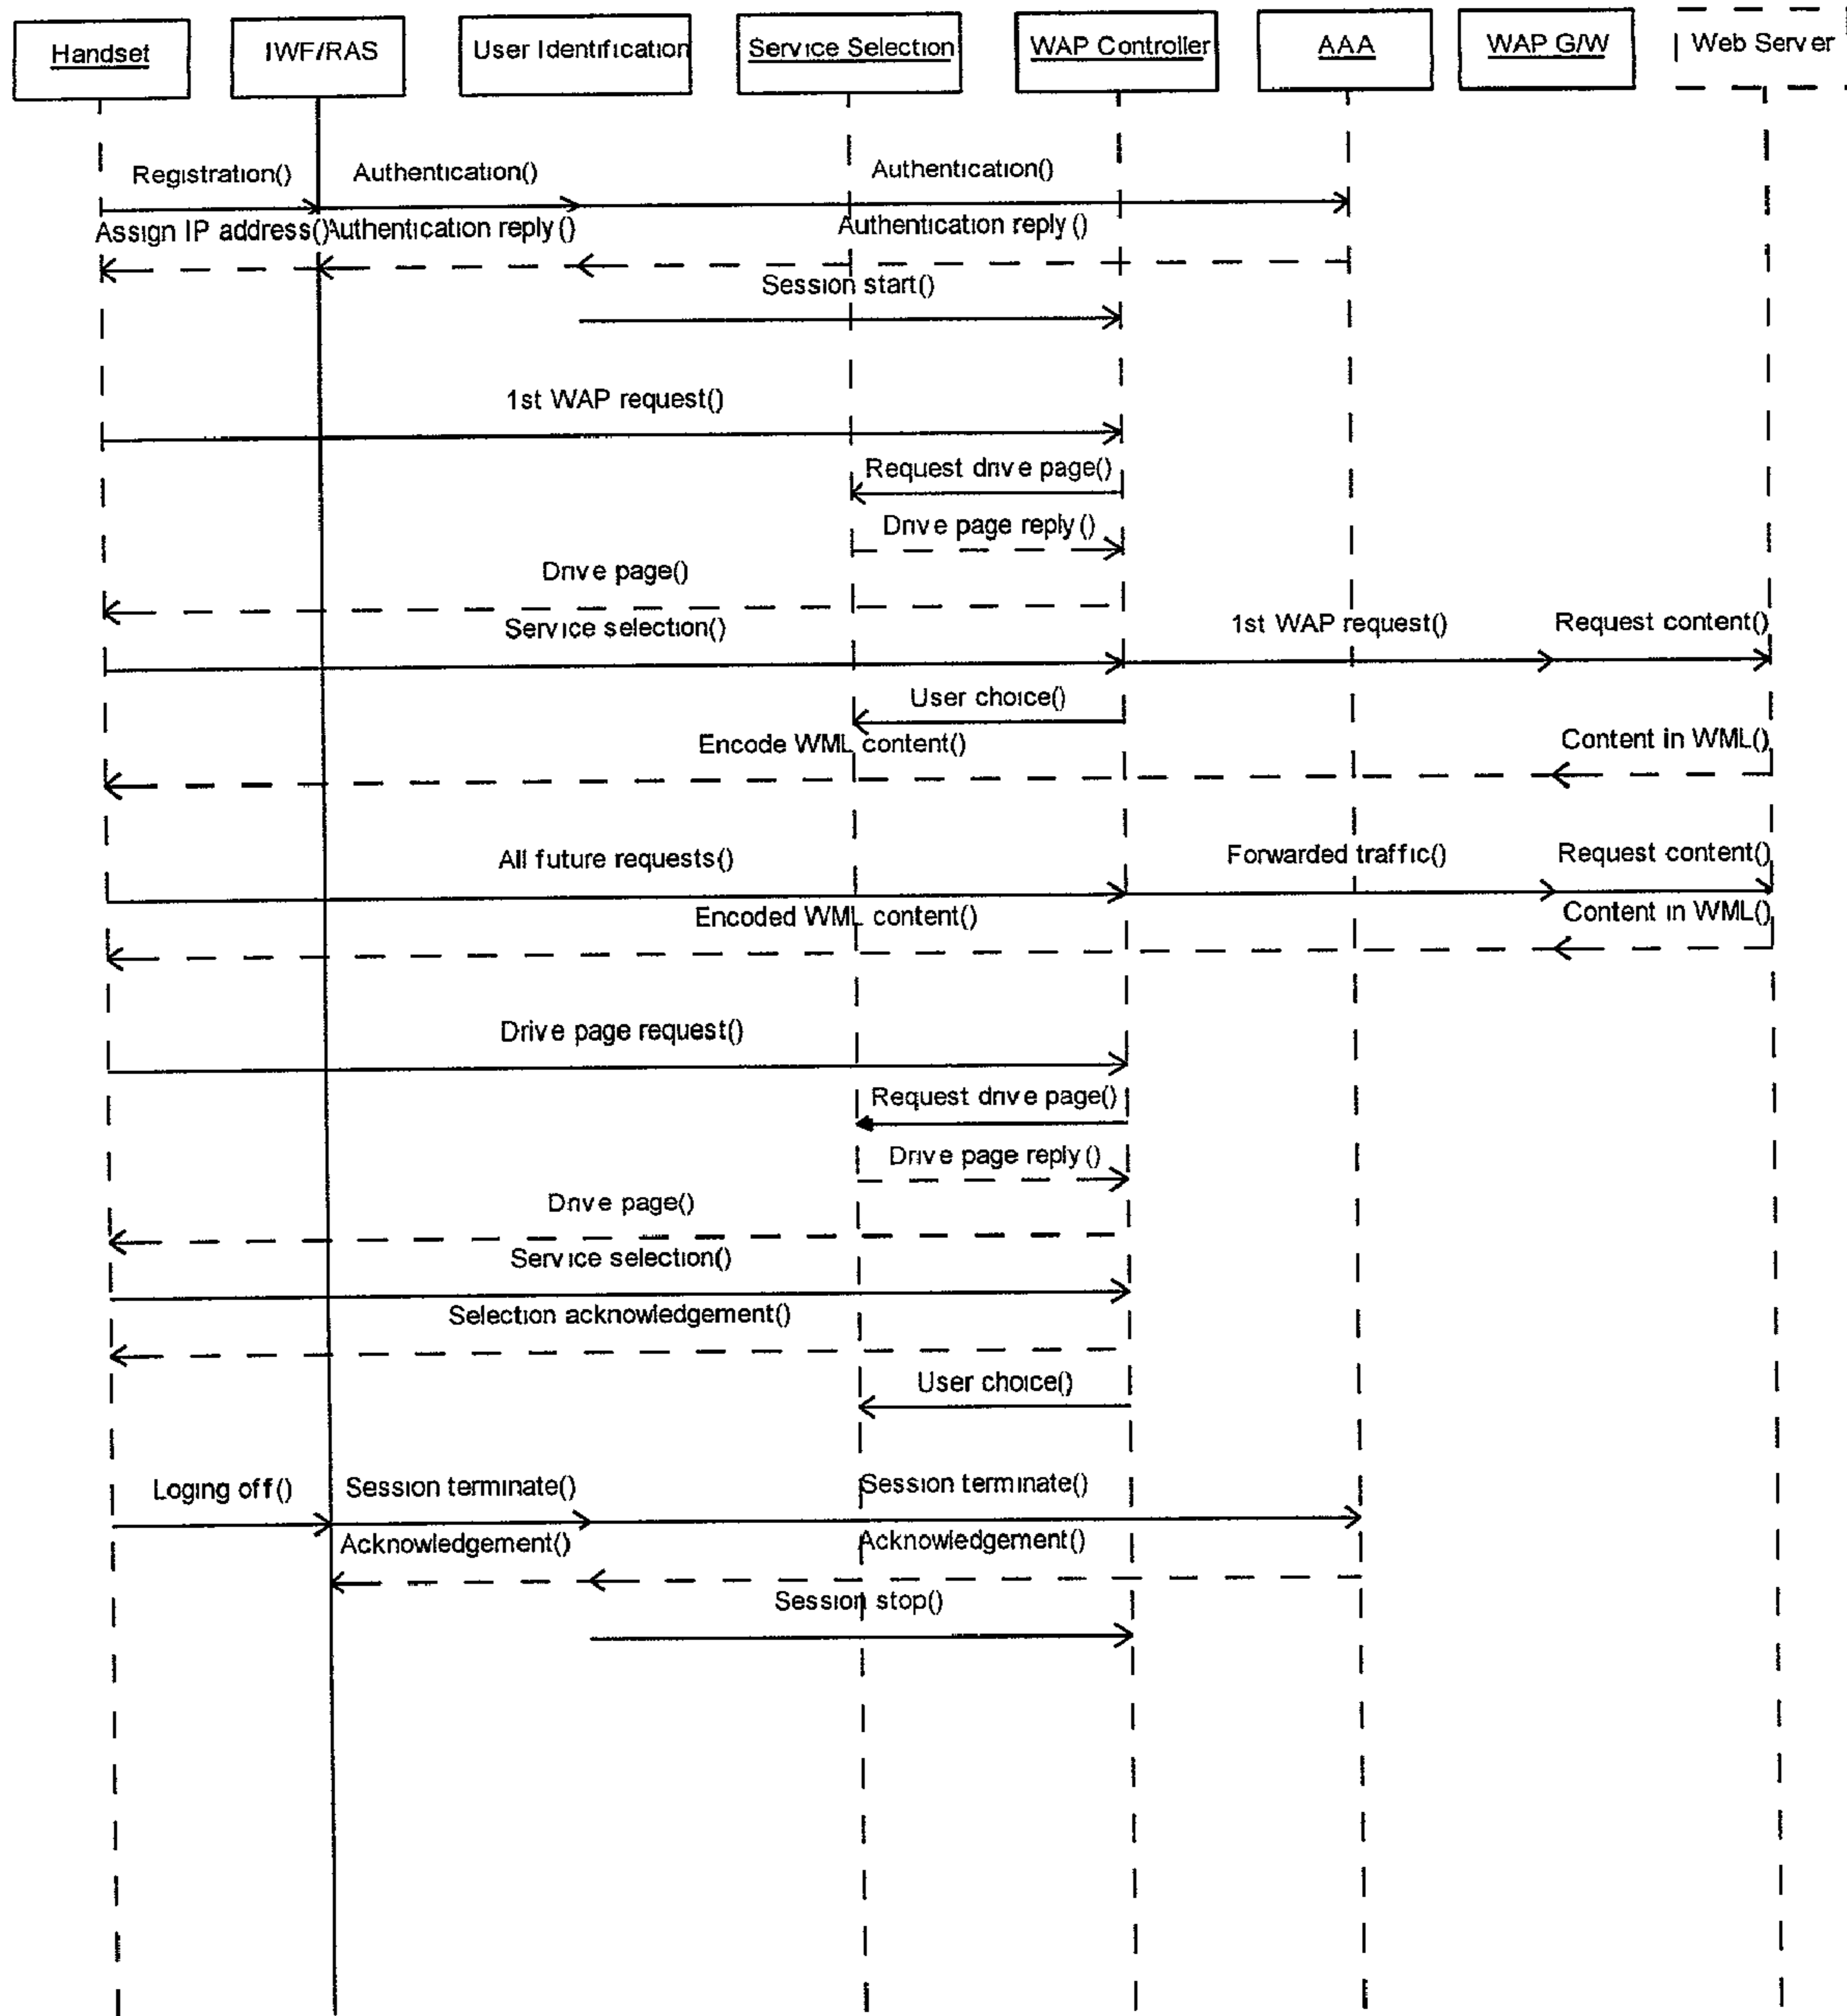 Handset
IWF/RAS
User Identification
Service Selection
WAP Controller
AAA
WAP G/W
Web Server
Registration()
Authentication()
Authentication()
Assign IP address()
Authentication reply()
Authentication reply()
Session start()
1st WAP request()
Request drive page()
Drive page reply()
Drive page()
Service selection()
1st WAP request()
Request content()
User choice()
Encode WML content()
Content in WML()
All future requests()
Forwarded traffic()
Request content()
Encoded WML content()
Content in WML()
Drive page request()
Request drive page()
Drive page reply()
Drive page()
Service selection()
Selection acknowledgement()
User choice()
Loging off()
Session terminate()
Session terminate()
Acknowledgement()
Acknowledgement()
Session stop()